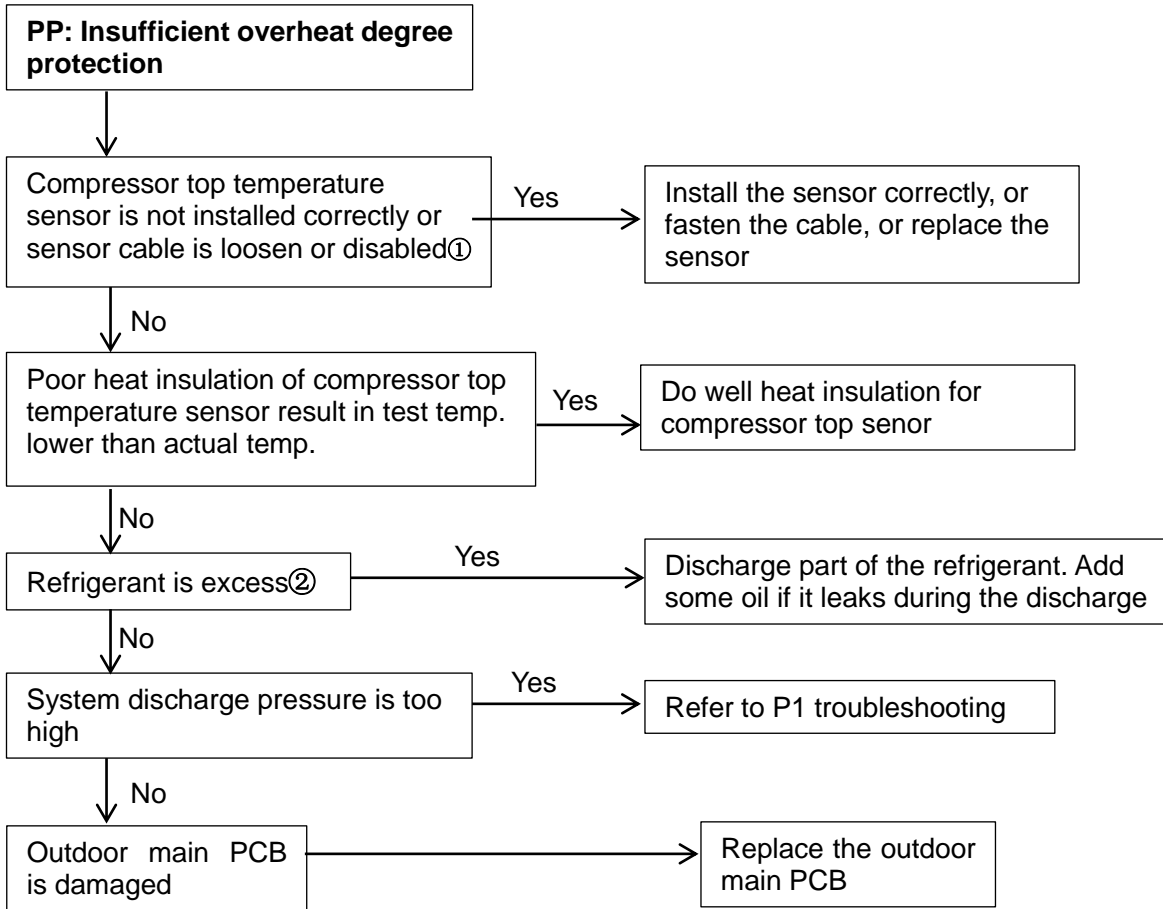 PP: Insufficient overheat degree
protection
Compressor top temperature
sensor is not installed correctly or
sensor cable is loosen or disabled①
Yes
Install the sensor correctly, or
fasten the cable, or replace the
sensor
No
Poor heat insulation of compressor top
temperature sensor result in test temp.
lower than actual temp.
Yes
Do well heat insulation for
compressor top senor
No
Refrigerant is excess②
Yes
Discharge part of the refrigerant. Add
some oil if it leaks during the discharge
No
System discharge pressure is too
high
Yes
Refer to P1 troubleshooting
No
Outdoor main PCB
is damaged
Replace the outdoor
main PCB